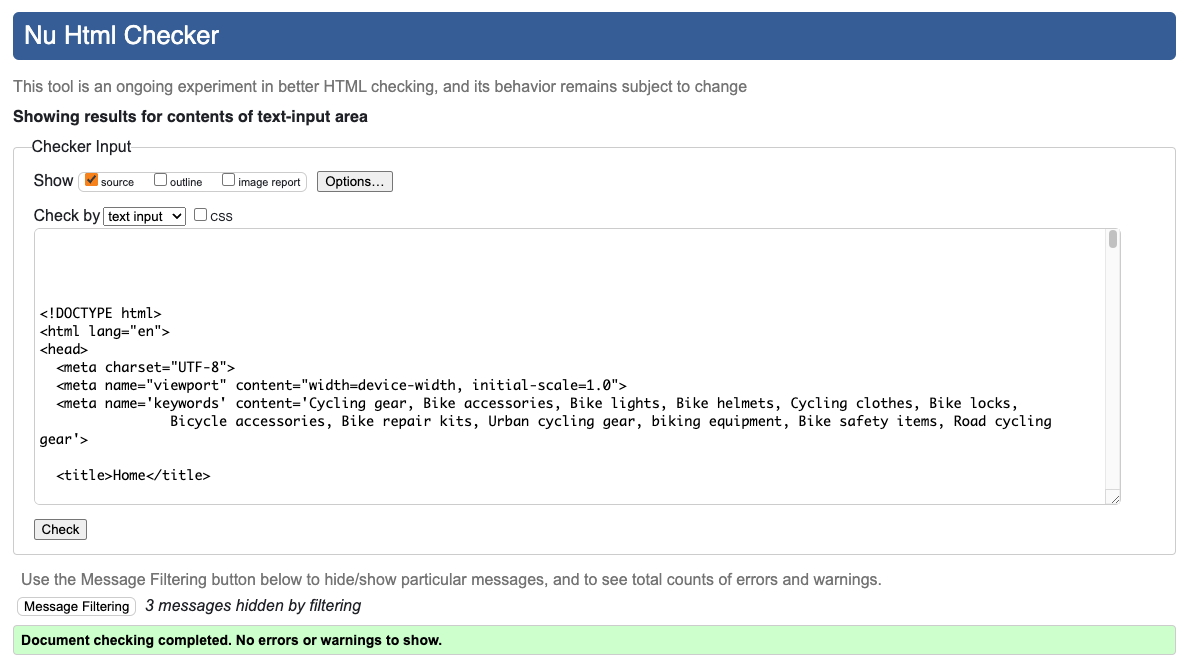 Nu Html Checker
This tool is an ongoing experiment in better HTML checking, and its behavior remains subject to change
Showing results for contents of text-input area
Checker Input
Show source outline image report Options...
Check by text input css
<!DOCTYPE html>
<html lang="en">
<head>
  <meta charset="UTF-8">
  <meta name="viewport" content="width=device-width, initial-scale=1.0">
  <meta name='keywords' content='Cycling gear, Bike accessories, Bike lights, Bike helmets, Cycling clothes, Bike locks,
                Bicycle accessories, Bike repair kits, Urban cycling gear, biking equipment, Bike safety items, Road cycling
gear'>
  <title>Home</title>
Check
Use the Message Filtering button below to hide/show particular messages, and to see total counts of errors and warnings.
Message Filtering 3 messages hidden by filtering
Document checking completed. No errors or warnings to show.